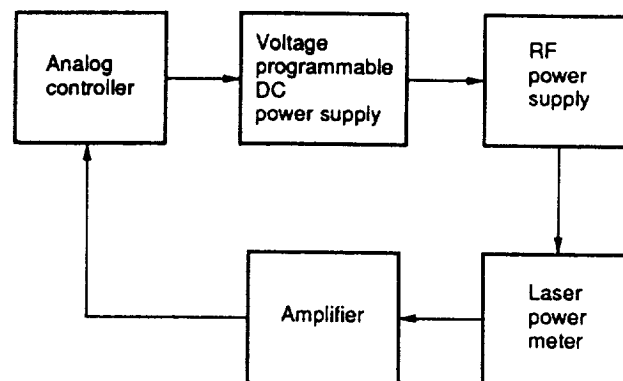 Analog
controller
Voltage
programmable
DC
power supply
RF
power
supply
Amplifier
Laser
power
meter